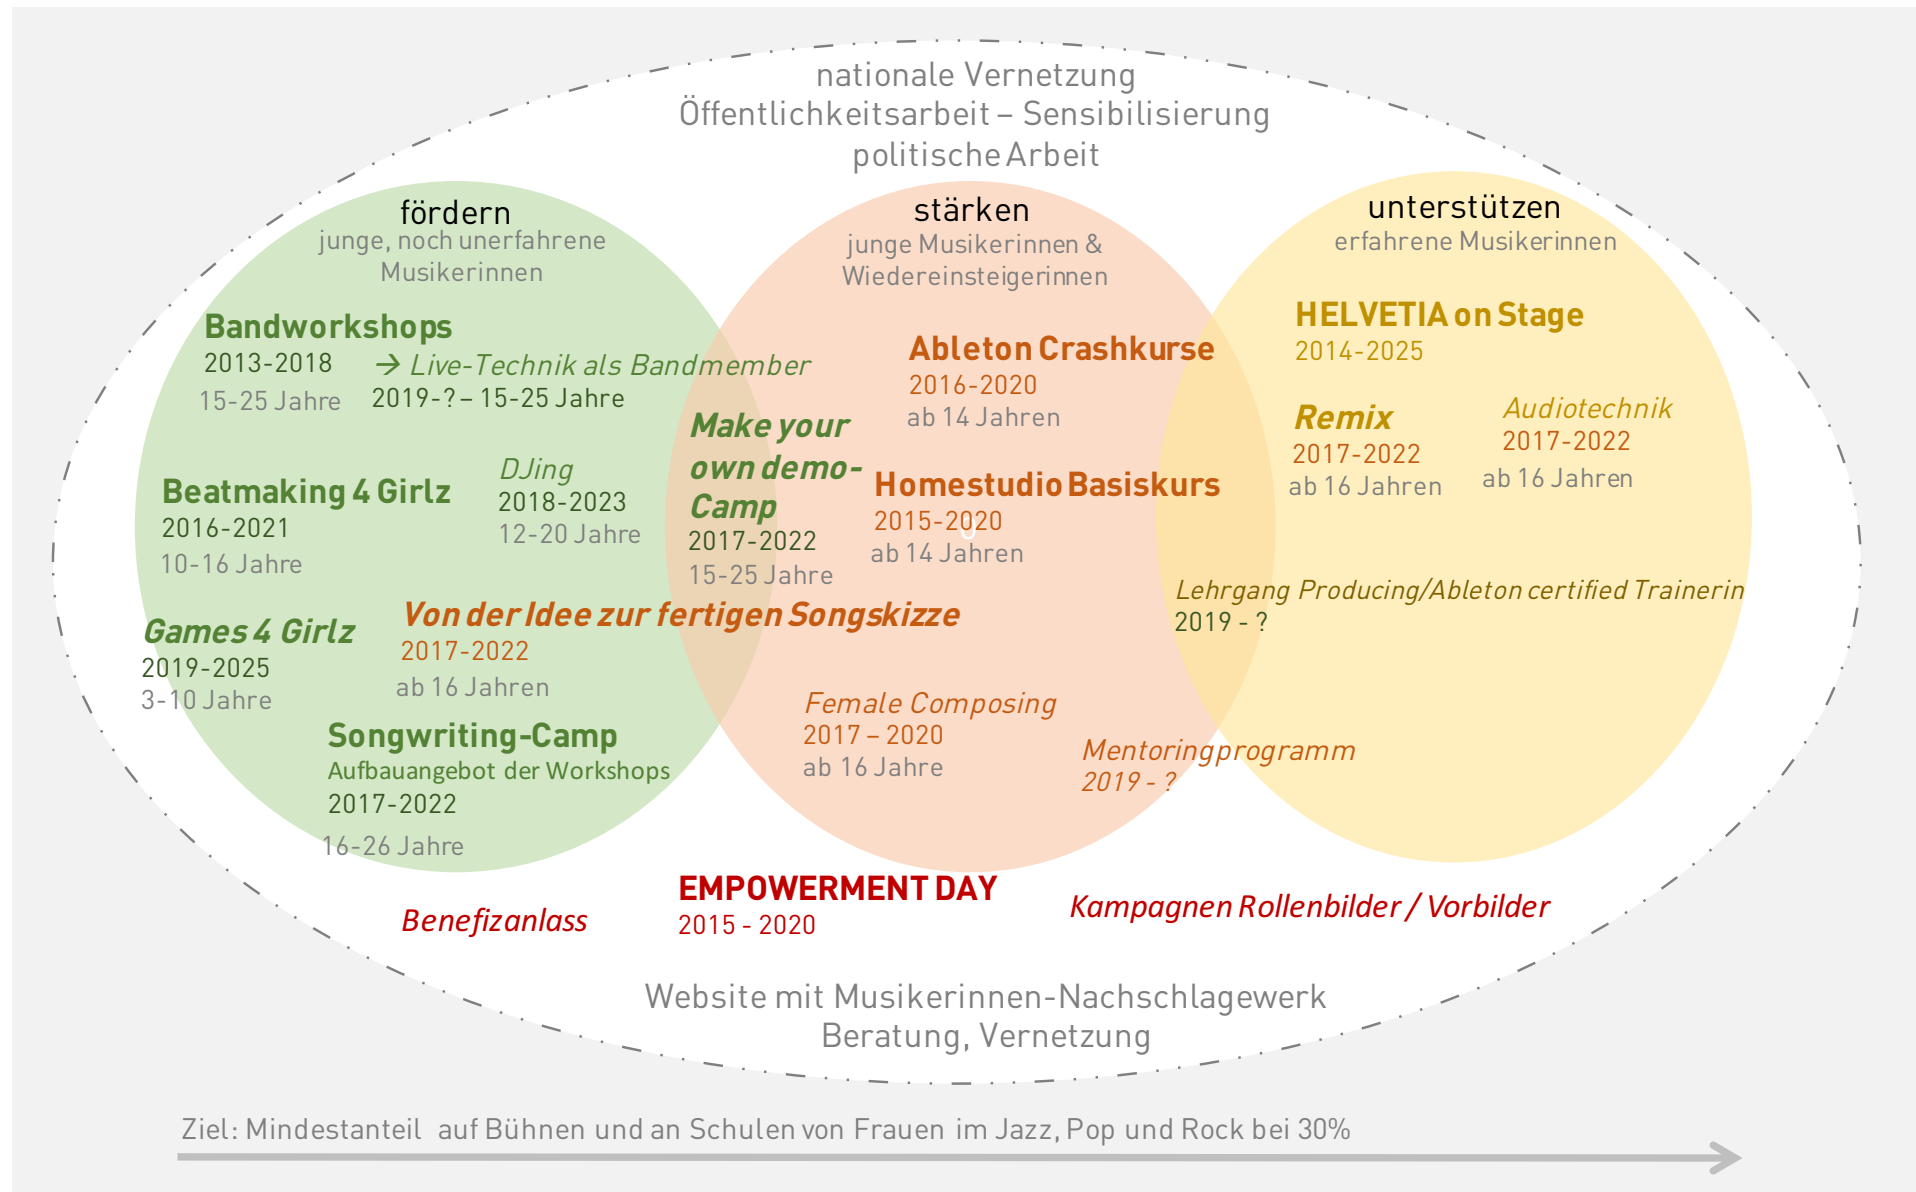 nationale Vernetzung
Öffentlichkeitsarbeit – Sensibilisierung
politische Arbeit
fördern
junge, noch unerfahrene
Musikerinnen
Bandworkshops
2013-2018
15-25 Jahre
→ Live-Technik als Bandmember
2019-? – 15-25 Jahre
Beatmaking 4 Girlz
2016-2021
10-16 Jahre
DJing
2018-2023
12-20 Jahre
Games 4 Girlz
2019-2025
3-10 Jahre
Von der Idee zur fertigen Songskizze
2017-2022
ab 16 Jahren
Songwriting-Camp
Aufbauangebot der Workshops
2017-2022
16-26 Jahre
Make your
own demo-
Camp
2017-2022
15-25 Jahre
stärken
junge Musikerinnen &
Wiedereinsteigerinnen
Ableton Crashkurse
2016-2020
ab 14 Jahren
Homestudio Basiskurs
2015-2020
0
ab 14 Jahren
Female Composing
2017 – 2020
ab 16 Jahre
Mentoringprogramm
2019 - ?
unterstützen
erfahrene Musikerinnen
HELVETIA on Stage
2014-2025
Remix
2017-2022
ab 16 Jahren
Audiotechnik
2017-2022
ab 16 Jahren
Lehrgang Producing/Ableton certified Trainerin
2019 - ?
Benefizanlass
EMPOWERMENT DAY
2015 - 2020
Kampagnen Rollenbilder / Vorbilder
Website mit Musikerinnen-Nachschlagewerk
Beratung, Vernetzung
Ziel: Mindestanteil auf Bühnen und an Schulen von Frauen im Jazz, Pop und Rock bei 30%